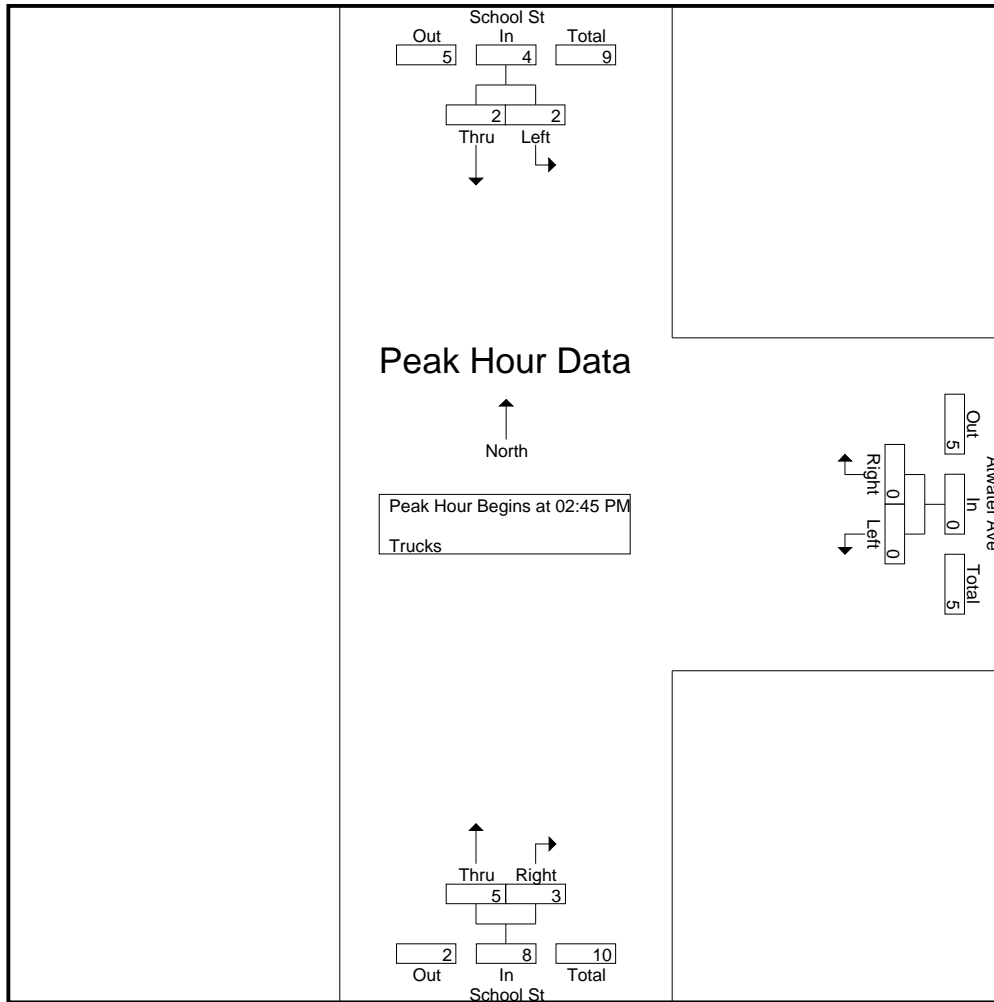 School St
Out In Total
5 4 9
2 2
Thru Left
Peak Hour Data
North
Peak Hour Begins at 02:45 PM
Trucks
Atwater Ave
Out In Total
5 0 5
Right Left
0 0
Thru Right
5 3
2 8 10
Out In Total
School St